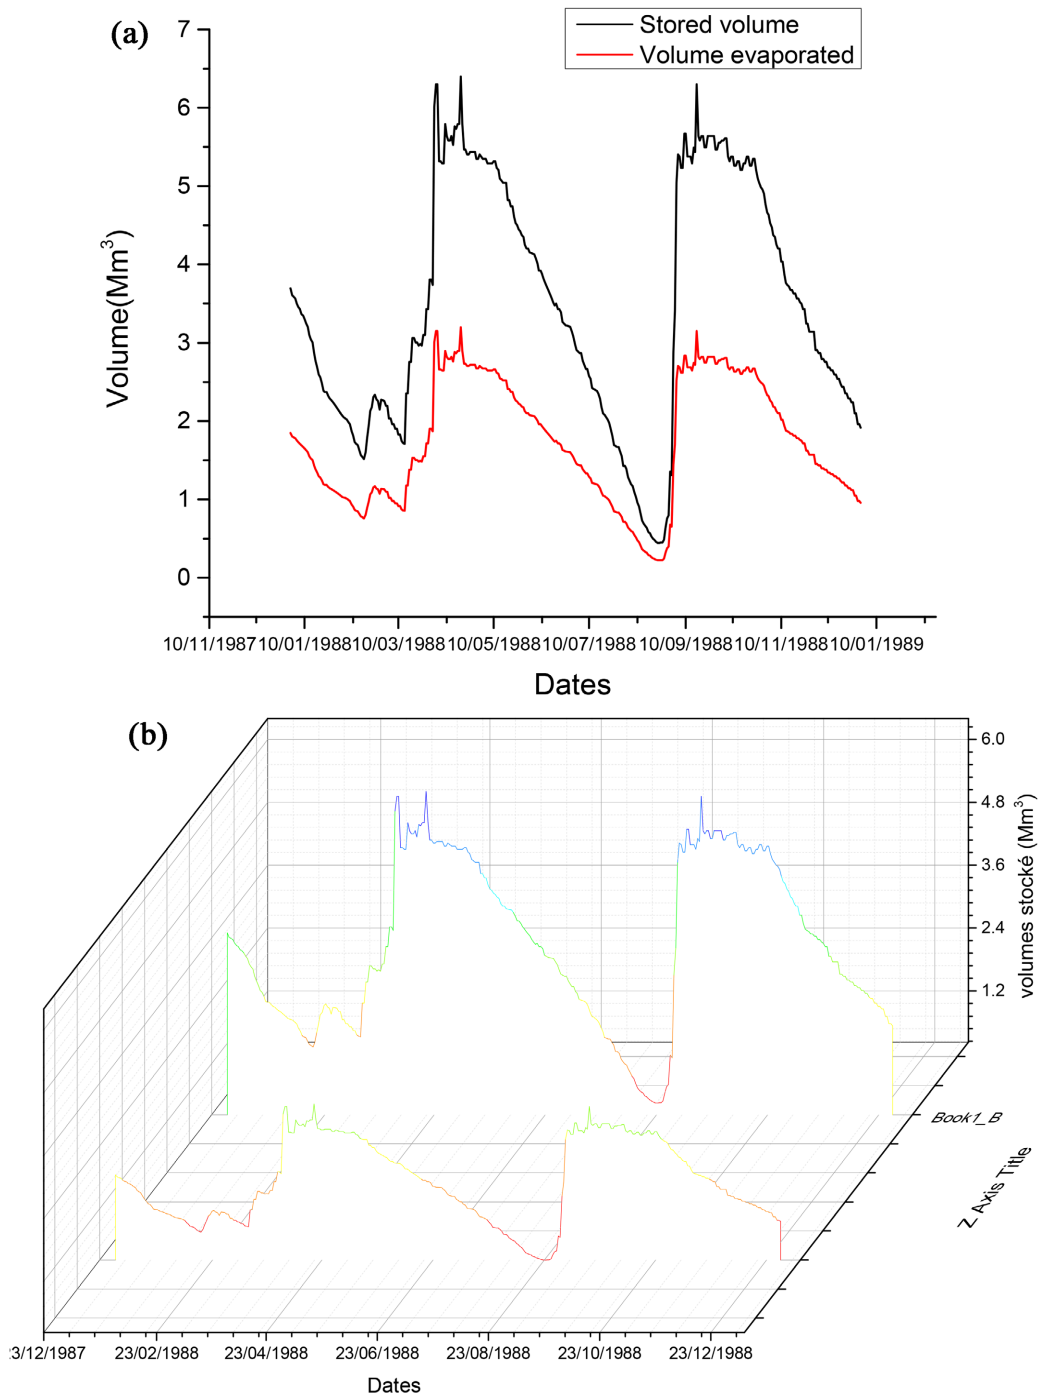 (a)
Stored volume
Volume evaporated
7
6
5
4
3
2
1
0
Volume(Mm³)
10/11/1987 10/01/1988 10/03/1988 10/05/1988 10/07/1988 10/09/1988 10/11/1988 10/01/1989
Dates
(b)
6.0
4.8
3.6
2.4
1.2
volumes stocké (Mm³)
Book1_B
Z Axis Title
3/12/1987 23/02/1988 23/04/1988 23/06/1988 23/08/1988 23/10/1988 23/12/1988
Dates